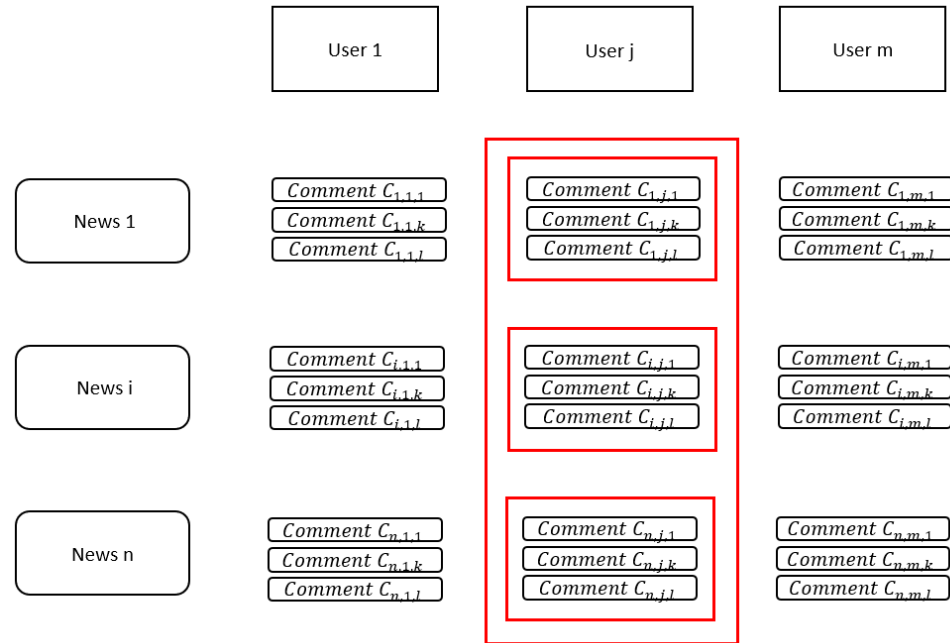 User 1 User j User m
News 1
Comment C1,1,1 Comment C1,j,1 Comment C1,m,1
Comment C1,1,k Comment C1,j,k Comment C1,m,k
Comment C1,1,l Comment C1,j,l Comment C1,m,l
News i
Comment Ci,1,1 Comment Ci,j,1 Comment Ci,m,1
Comment Ci,1,k Comment Ci,j,k Comment Ci,m,k
Comment Ci,1,l Comment Ci,j,l Comment Ci,m,l
News n
Comment Cn,1,1 Comment Cn,j,1 Comment Cn,m,1
Comment Cn,1,k Comment Cn,j,k Comment Cn,m,k
Comment Cn,1,l Comment Cn,j,l Comment Cn,m,l